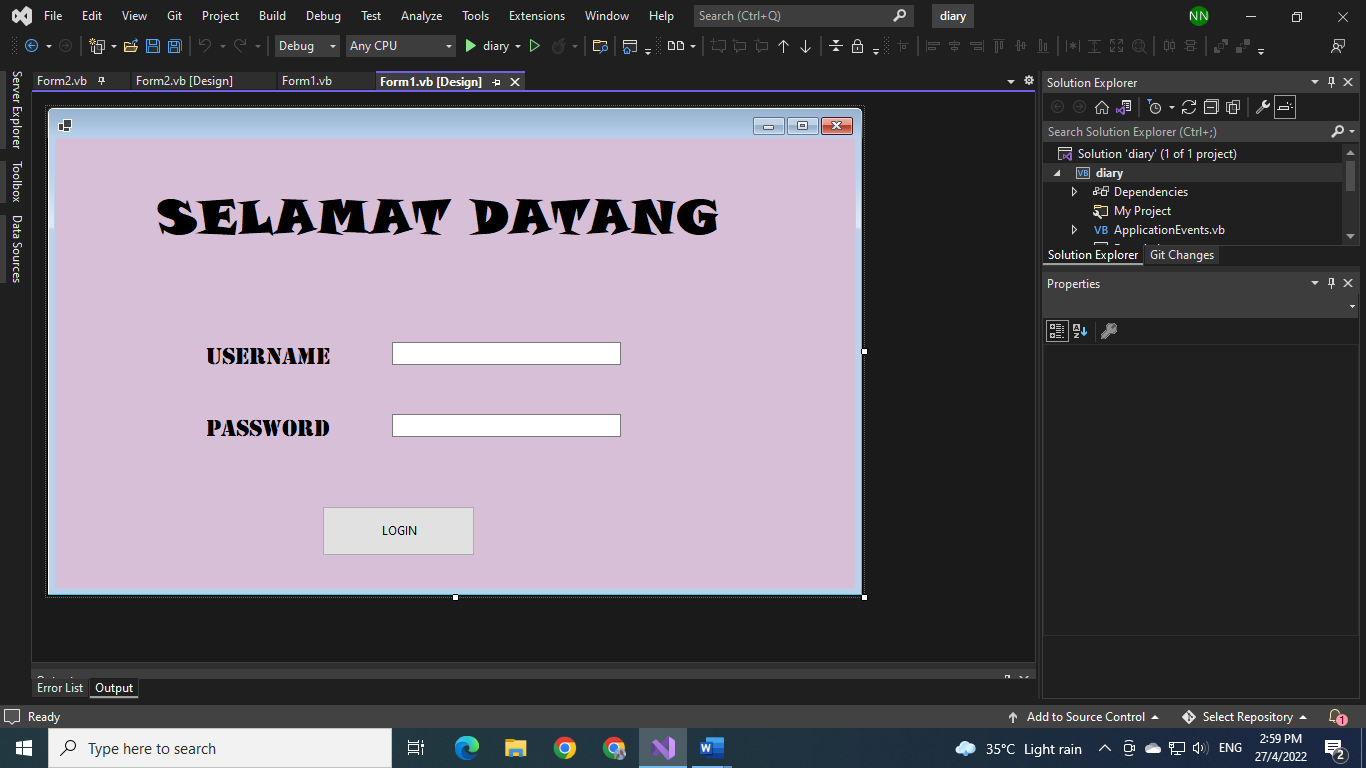 File Edit View Git Project Build Debug Test Analyze Tools Extensions Window Help Search (Ctrl+Q) diary NN
Debug Any CPU diary
Form2.vb Form2.vb [Design] Form1.vb Form1.vb [Design]
Server Explorer
Toolbox
Data Sources
SELAMAT DATANG
USERNAME
PASSWORD
LOGIN
Solution Explorer
Search Solution Explorer (Ctrl+;)
Solution 'diary' (1 of 1 project)
VB diary
Dependencies
My Project
VB ApplicationEvents.vb
Solution Explorer Git Changes
Properties
Error List Output
Ready Add to Source Control Select Repository 1
Type here to search 35°C Light rain ENG 2:59 PM
27/4/2022 2